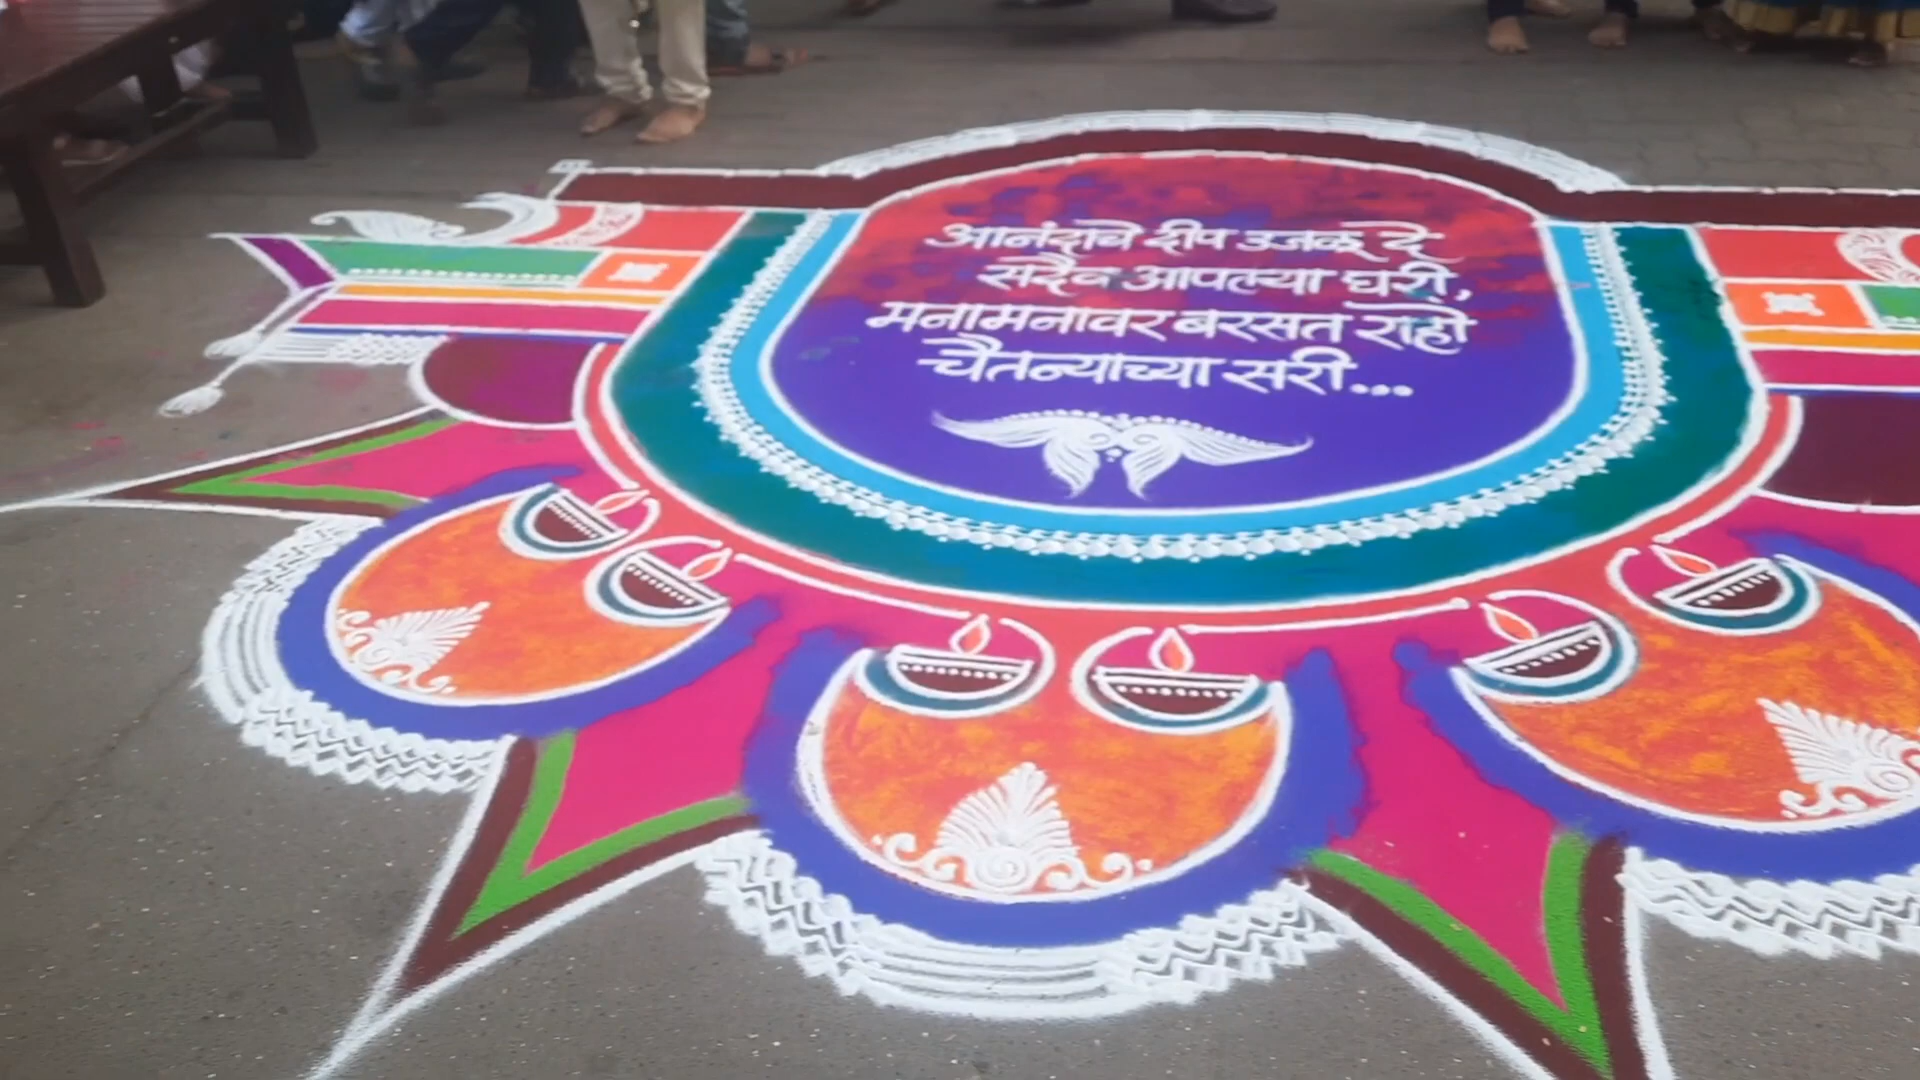 आनंदाचे दीप उजळू दे
सदैव आपल्या घरी,
मनामनावर बरसत राहो
चैतन्याच्या सरी...